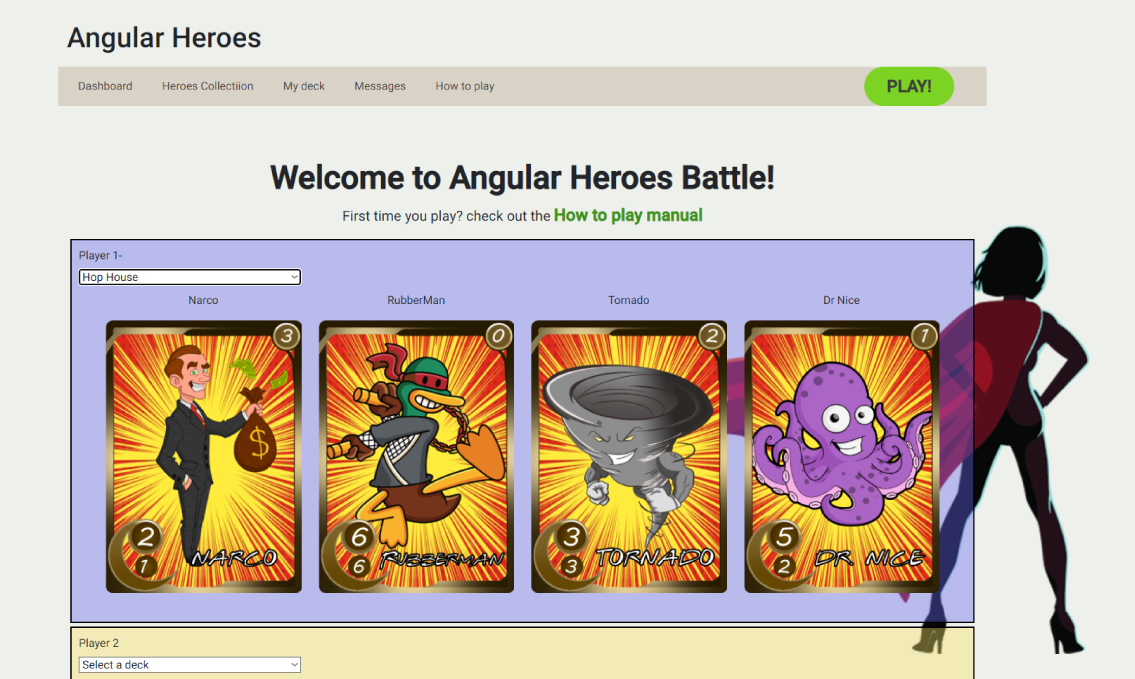 Angular Heroes
Dashboard Heroes Collectiion My deck Messages How to play PLAY!
Welcome to Angular Heroes Battle!
First time you play? check out the How to play manual
Player 1-
Hop House
Narco RubberMan Tornado Dr Nice
3 0 2 1
$
2 6 3 5
1 NARCO 6 RUBBERMAN 3 TORNADO 2 DR NICE
Player 2
Select a deck